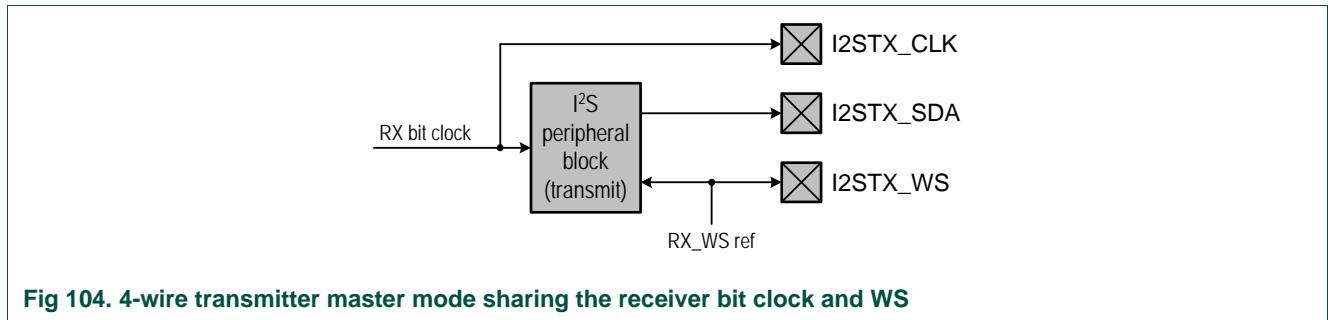 I2STX_CLK
I²S
peripheral
block
(transmit)
I2STX_SDA
RX bit clock
I2STX_WS
RX_WS ref
Fig 104. 4-wire transmitter master mode sharing the receiver bit clock and WS